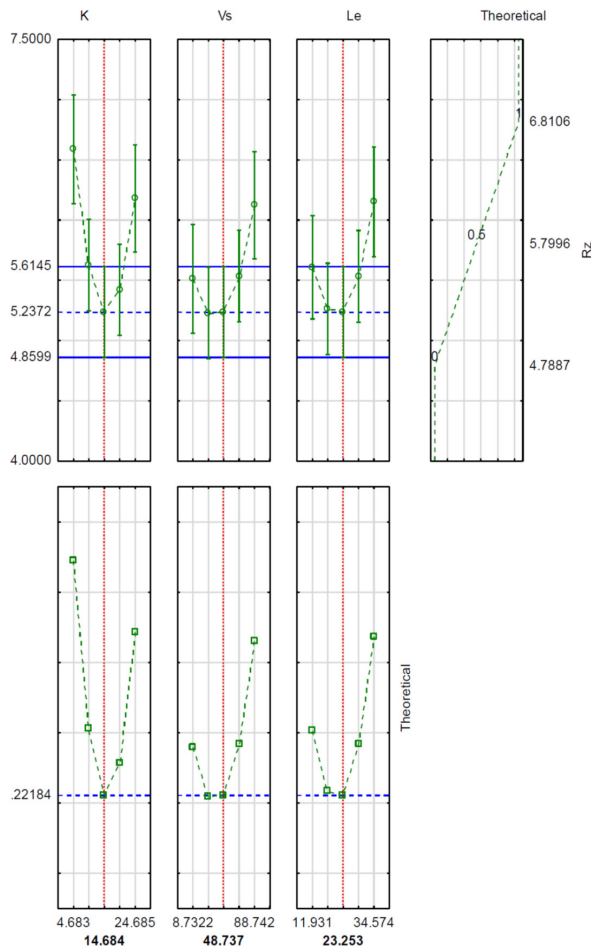 K Vs Le Theoretical
7.5000
6.8106
0.5
5.7996
Rz
5.6145
5.2372
4.8599
0
4.7887
4.0000
Theoretical
.22184
4.683 24.685 8.7322 88.742 11.931 34.574
14.684 48.737 23.253